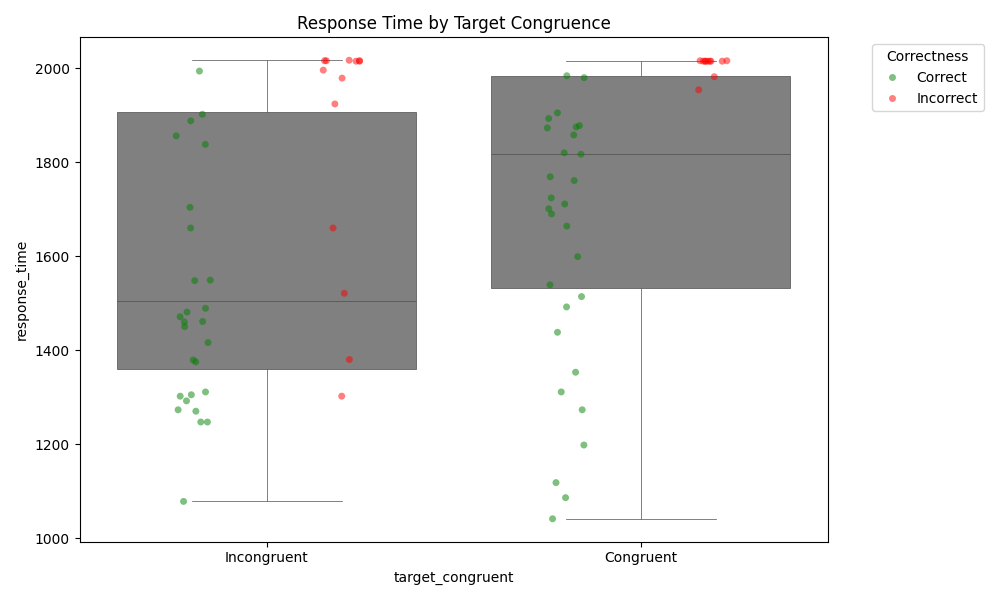 Response Time by Target Congruence
Correctness
Correct
Incorrect
response_time
2000
1800
1600
1400
1200
1000
Incongruent
Congruent
target_congruent